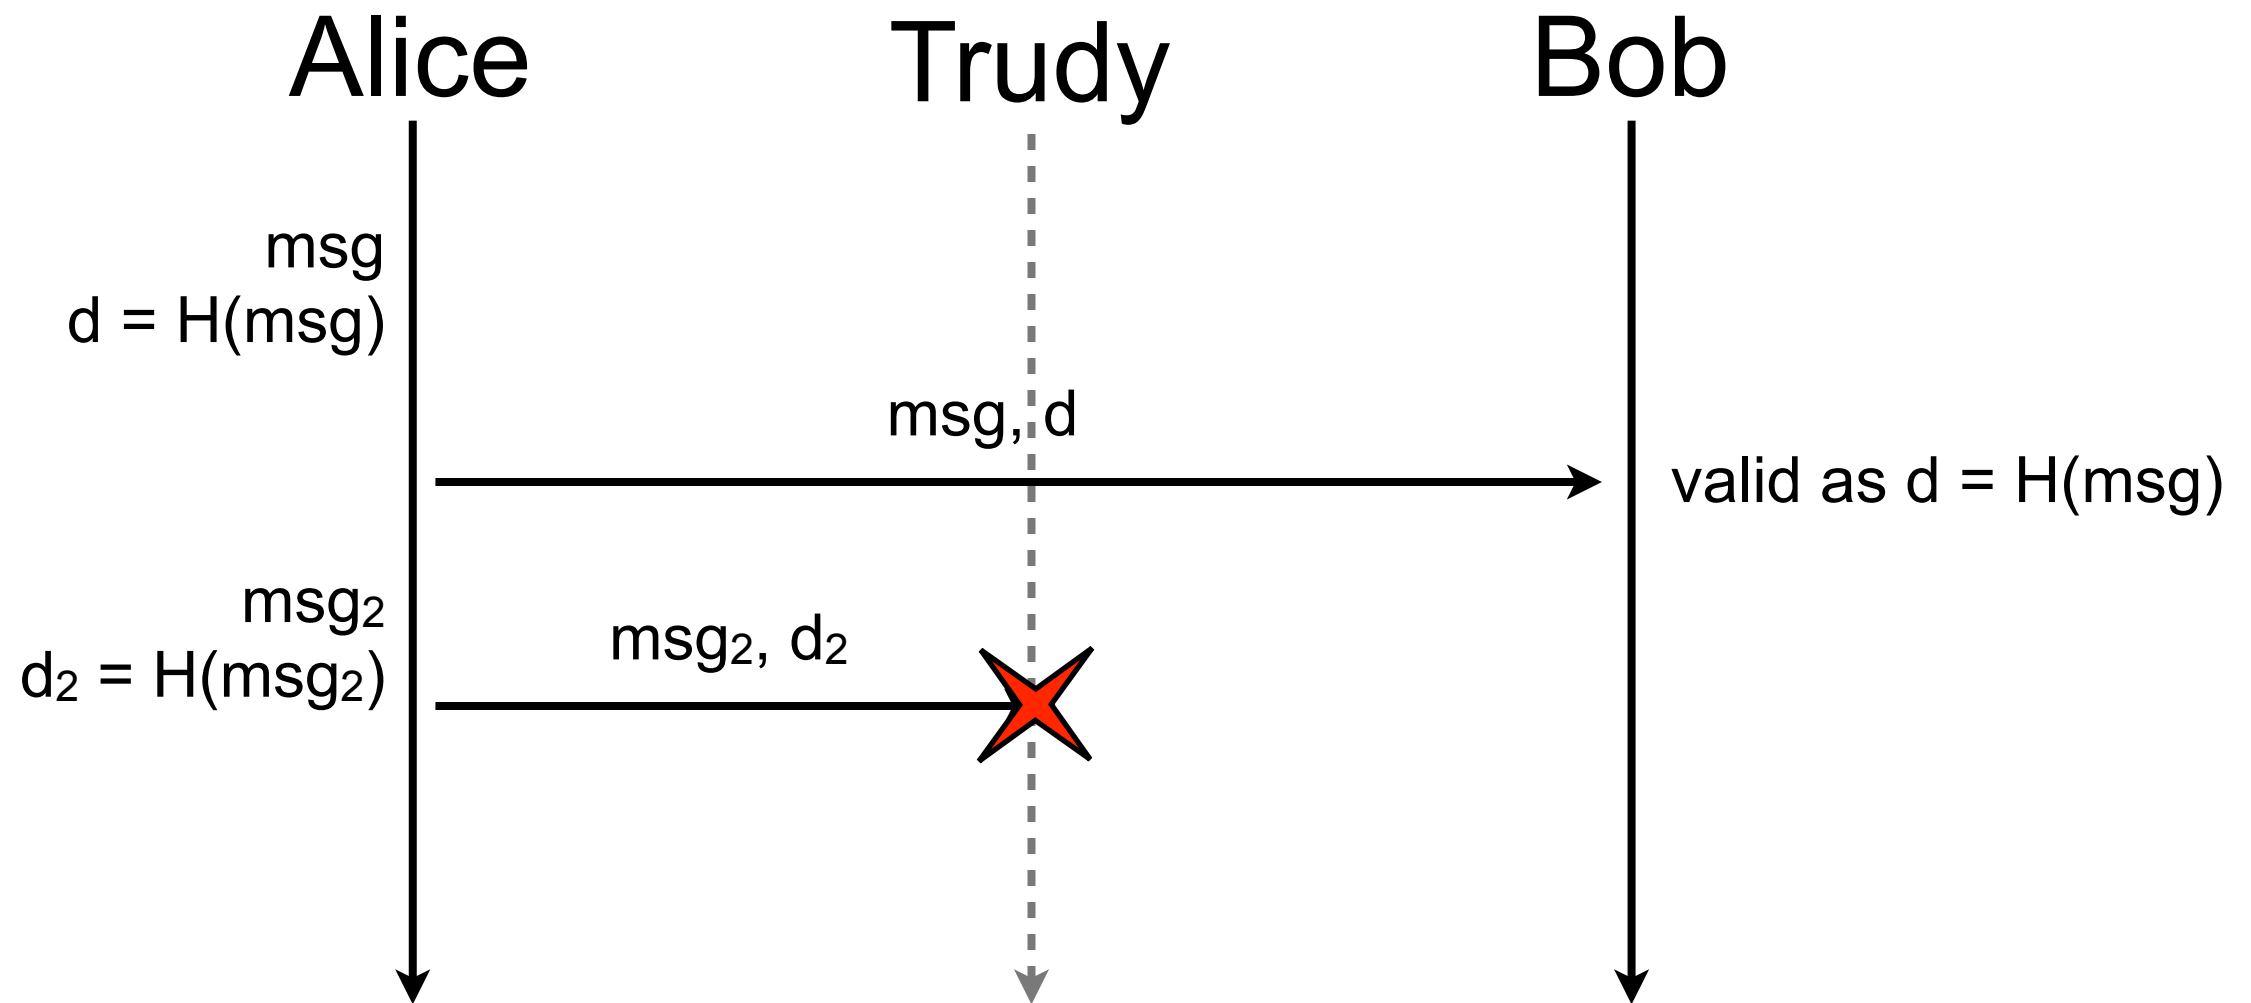 Alice
Trudy
Bob
msg
d = H(msg)
msg, d
valid as d = H(msg)
msg₂
d₂ = H(msg₂)
msg₂, d₂